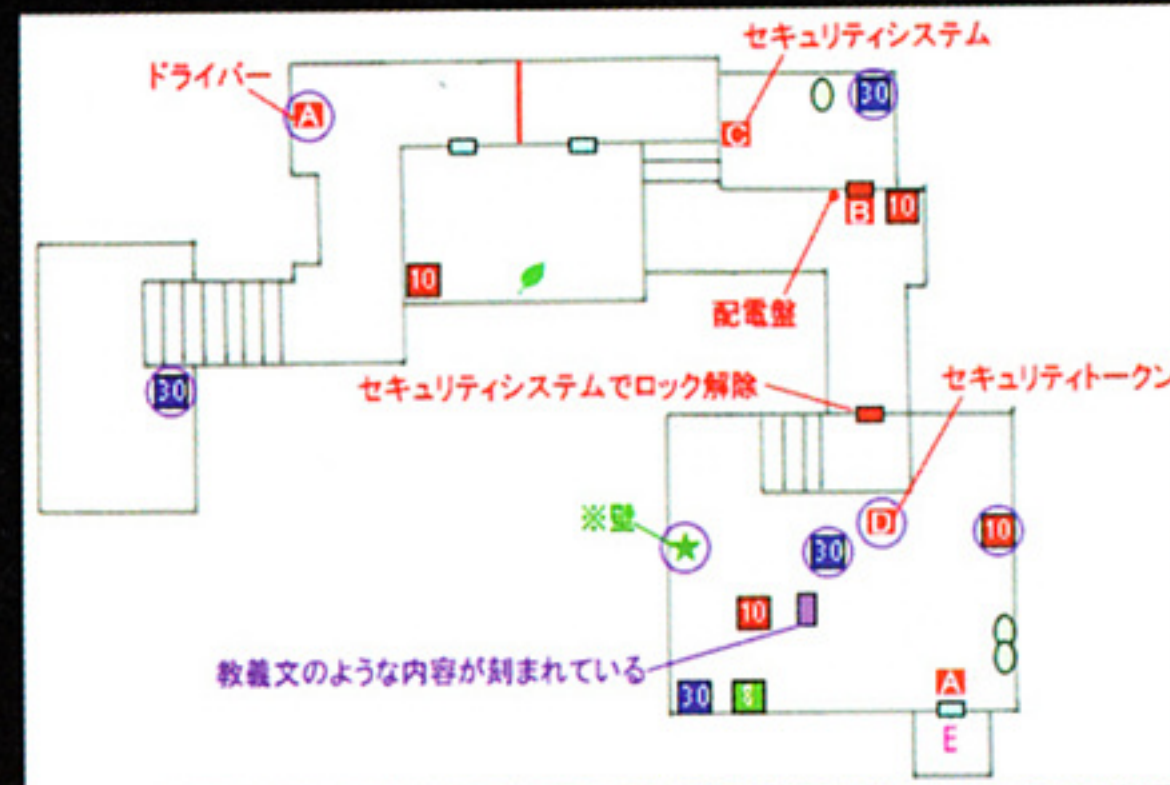 セキュリティシステム
ドライバー
A
30
C
B
10
10
配電盤
30
セキュリティシステムでロック解除
セキュリティトークン
※壁
D
10
30
10
教義文のような内容が刻まれている
30
8
A
E